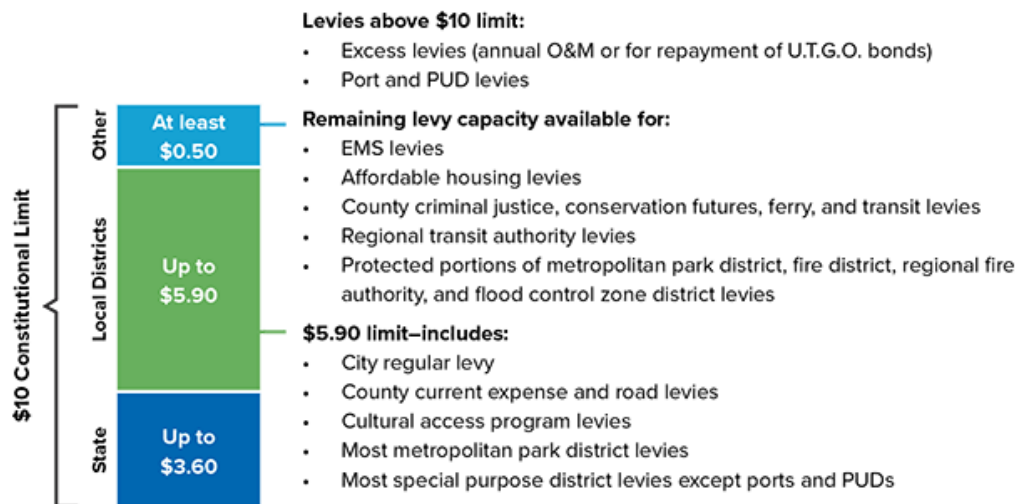 Levies above $10 limit:
• Excess levies (annual O&M or for repayment of U.T.G.O. bonds)
• Port and PUD levies
$10 Constitutional Limit
Other
At least
$0.50
Remaining levy capacity available for:
• EMS levies
• Affordable housing levies
• County criminal justice, conservation futures, ferry, and transit levies
• Regional transit authority levies
• Protected portions of metropolitan park district, fire district, regional fire
authority, and flood control zone district levies
Local Districts
Up to
$5.90
$5.90 limit–includes:
• City regular levy
• County current expense and road levies
• Cultural access program levies
• Most metropolitan park district levies
• Most special purpose district levies except ports and PUDs
State
Up to
$3.60